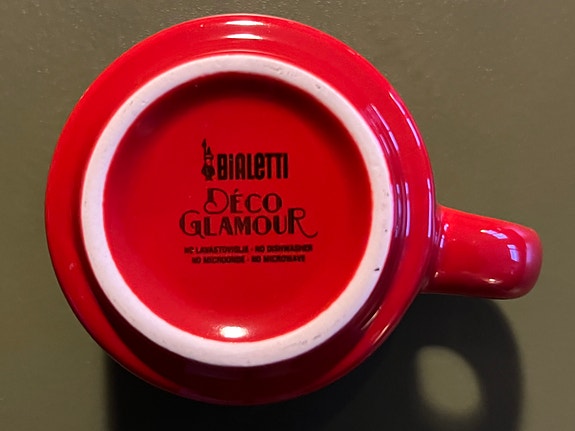 BIALETTI
DÉCO
GLAMOUR
NO LAVASTOVIGLIE - NO DISHWASHER
NO MICROONDE - NO MICROWAVE